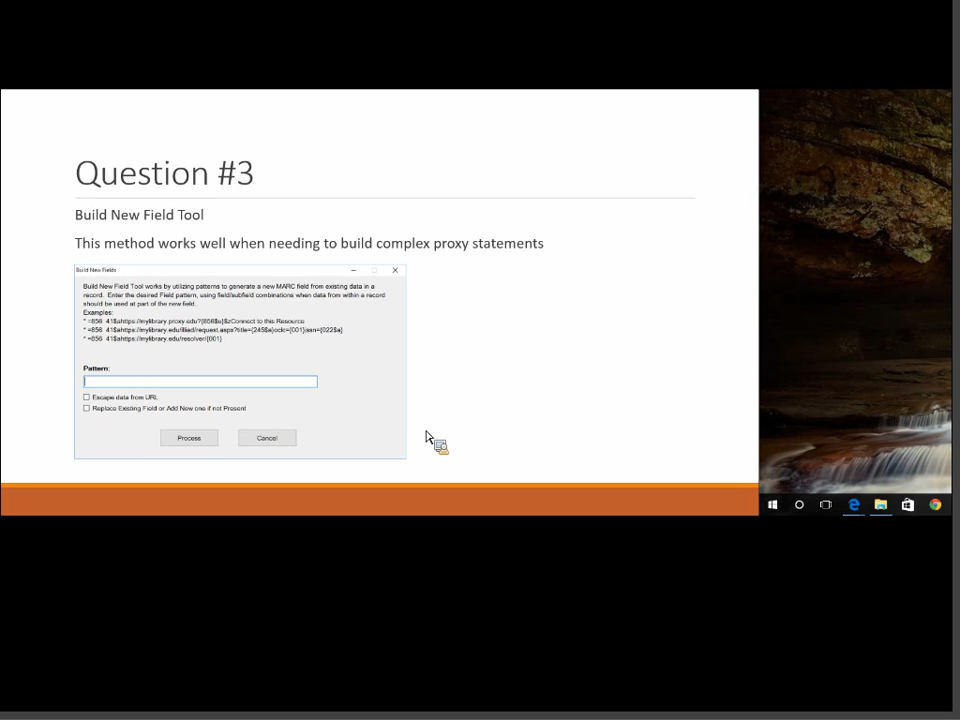 Question #3
Build New Field Tool
This method works well when needing to build complex proxy statements
Build New Fields
Build New Field Tool works by utilizing patterns to generate a new MARC field from existing data in a
record. Enter the desired Field pattern, using field/subfield combinations when data from within a record
should be used at part of the new field..
Examples:
* =856 41$ahttps://mylibrary.proxy.edu?{856$u}$zConnect to this Resource
* =856 41$ahttps://mylibrary.edu/illiad/request.aspx?title={245$a}oclc={001}issn={022$a}
* =856 41$ahttps://mylibrary.edu/resolver/{001}
Pattern:
Escape data from URL
Replace Existing Field or Add New one if not Present
Process Cancel